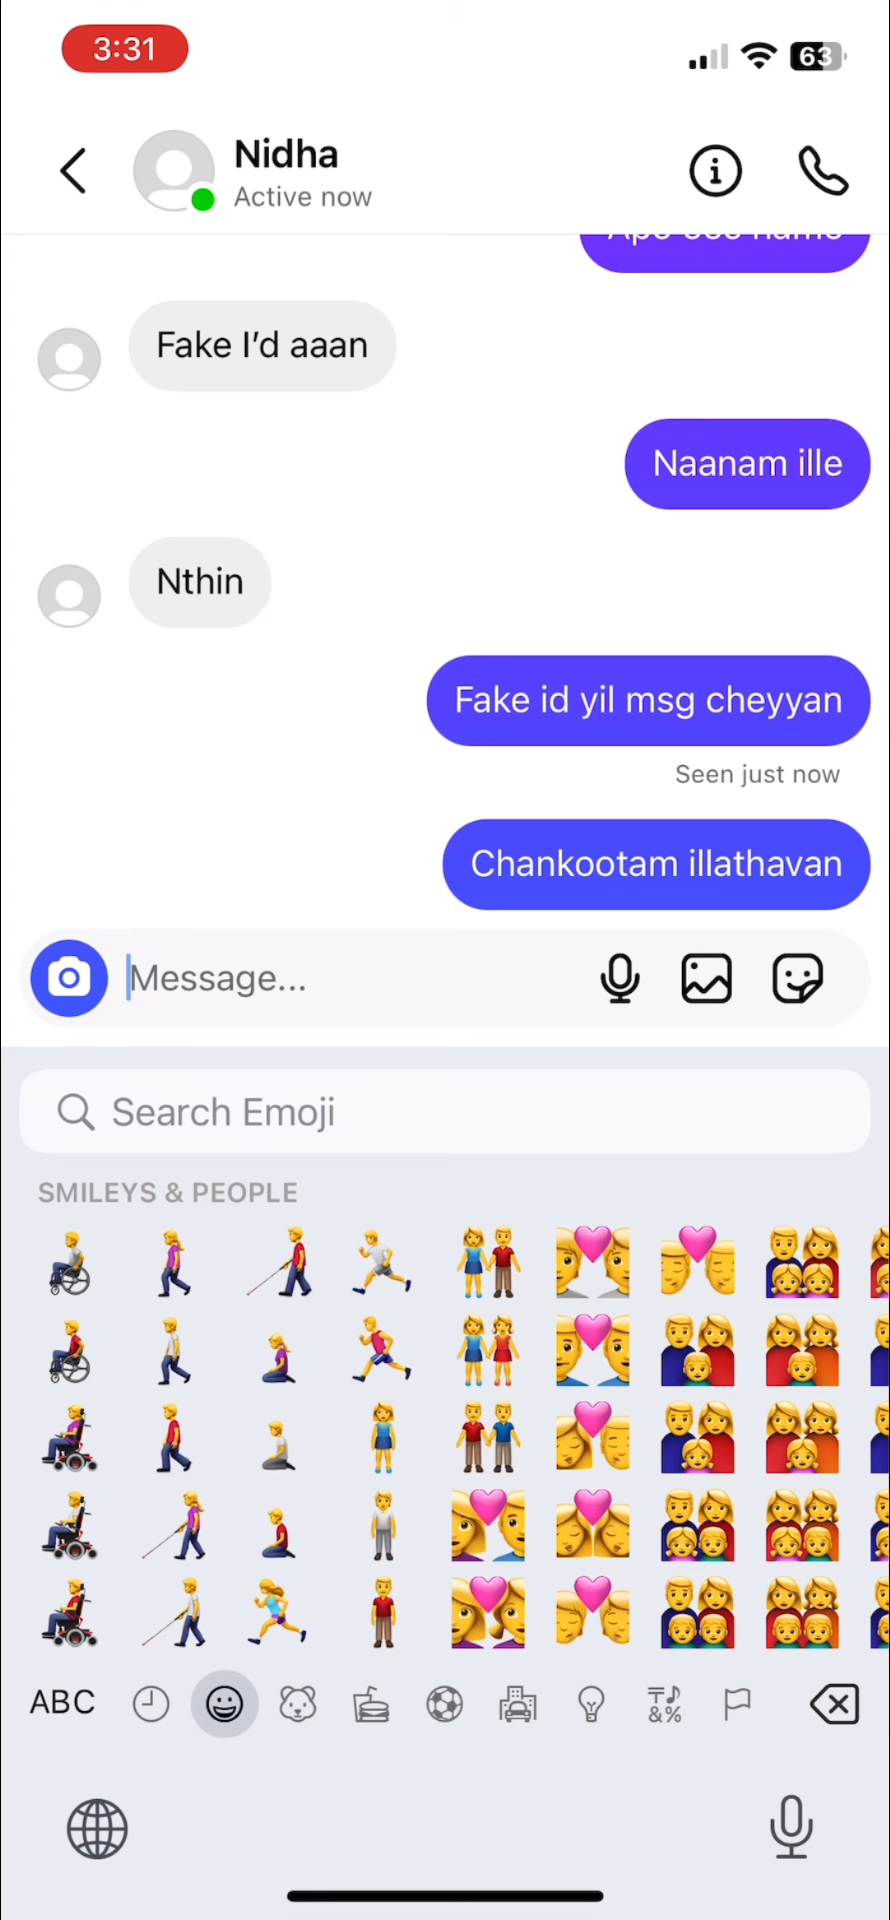 3:31
63
Nidha
Active now
Fake I'd aaan
Naanam ille
Nthin
Fake id yil msg cheyyan
Seen just now
Chankootam illathavan
Message...
Search Emoji
SMILEYS & PEOPLE
ABC
&%